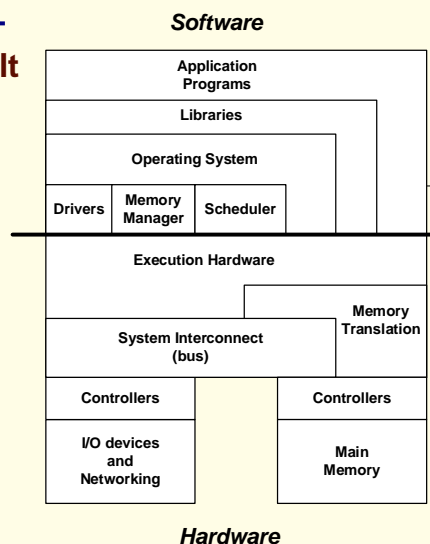 Software
lt
Application
Programs
Libraries
Operating System
Drivers
Memory
Manager
Scheduler
Execution Hardware
Memory
Translation
System Interconnect
(bus)
Controllers
Controllers
I/O devices
and
Networking
Main
Memory
Hardware